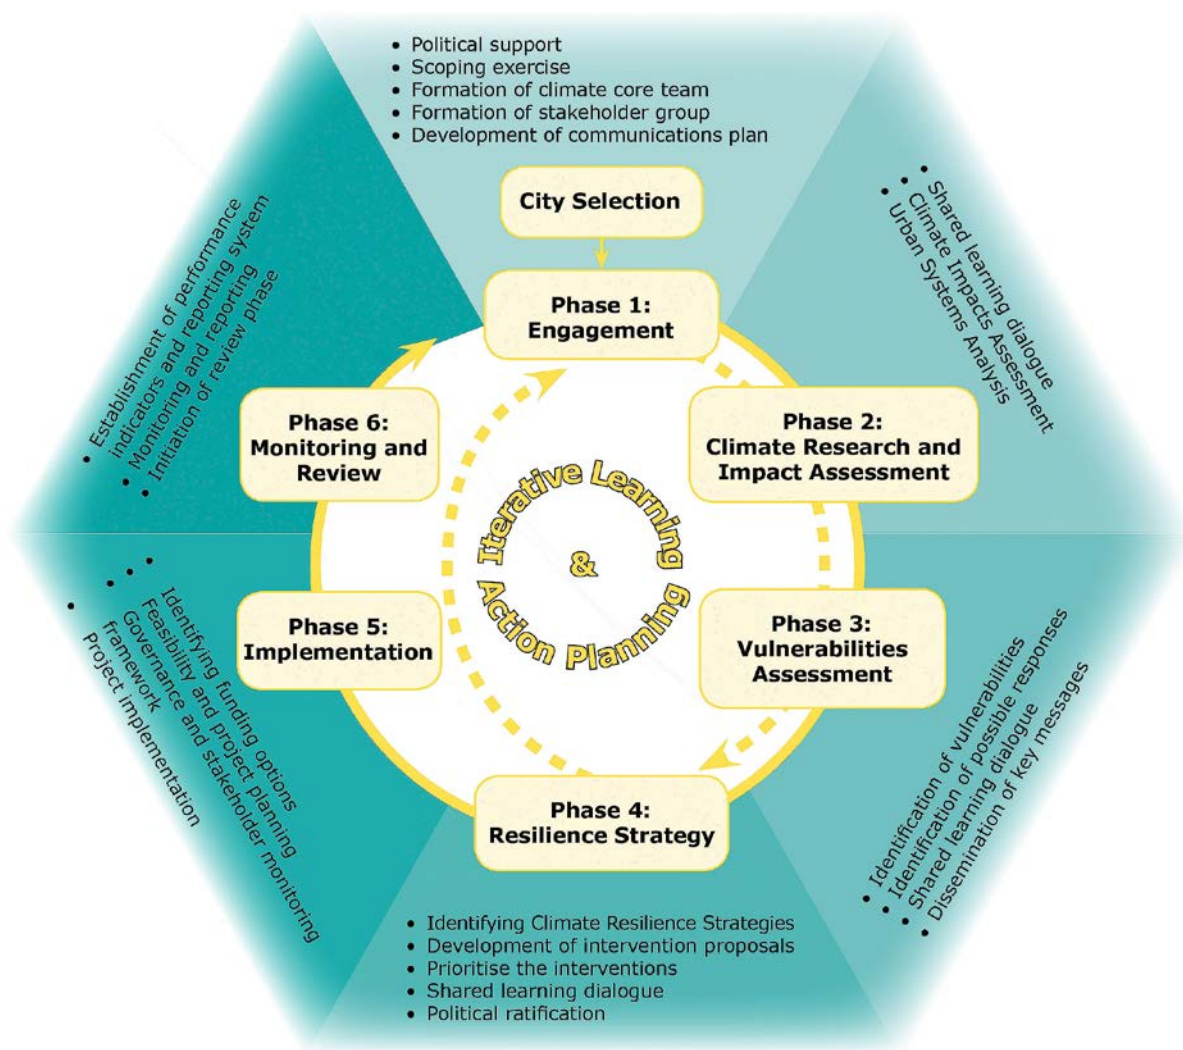 • Political support
• Scoping exercise
• Formation of climate core team
• Formation of stakeholder group
• Development of communications plan
City Selection
Phase 1:
Engagement
• Shared learning dialogue
• Climate Impacts Assessment
• Urban Systems Analysis
Phase 2:
Climate Research and
Impact Assessment
• Identification of vulnerabilities
• Identification of possible responses
• Shared learning dialogue
• Dissemination of key messages
Phase 3:
Vulnerabilities
Assessment
Phase 4:
Resilience Strategy
• Identifying Climate Resilience Strategies
• Development of intervention proposals
• Prioritise the interventions
• Shared learning dialogue
• Political ratification
Phase 5:
Implementation
• Identifying funding options
• Feasibility and project planning
• Governance and stakeholder monitoring
framework
• Project implementation
Phase 6:
Monitoring and
Review
• Establishment of performance
indicators and reporting system
• Monitoring and reporting
• Initiation of review phase
Iterative Learning
&
Action Planning